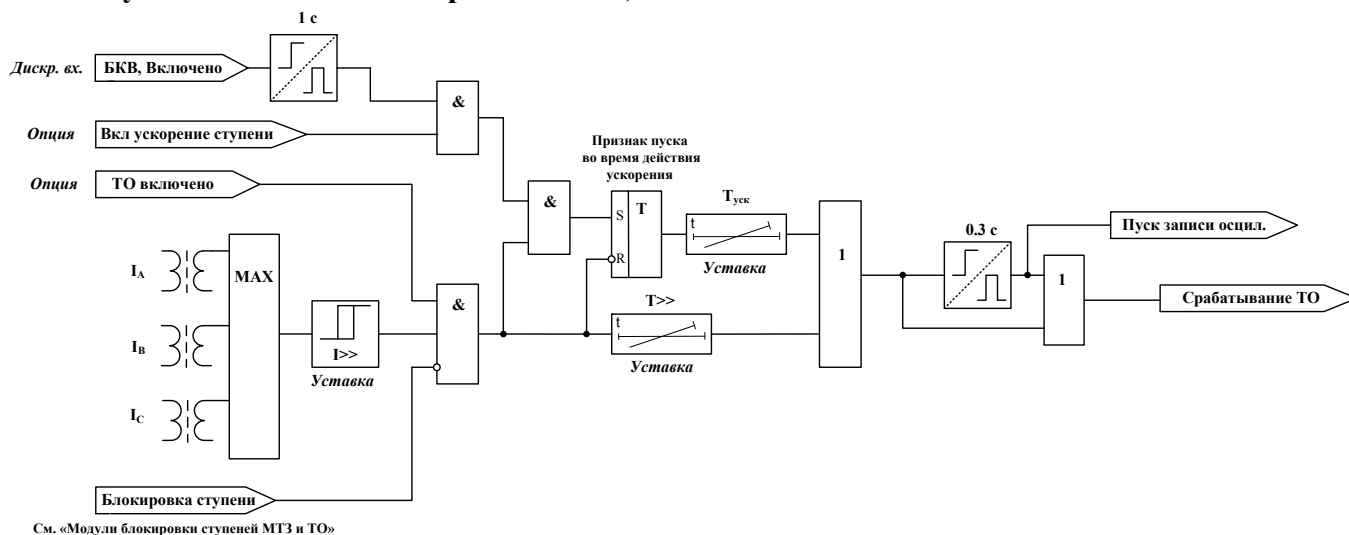 1 с
Дискр. вх.
БКВ, Включено
&
Опция
Вкл ускорение ступени
Опция
ТО включено
Признак пуска
во время действия
ускорения
&
S
T
R
Tуск
t
Уставка
1
0.3 с
Пуск записи осцил.
1
Срабатывание ТО
IA
IB
IC
MAX
I>>
Уставка
&
T>>
t
Уставка
Блокировка ступени
См. «Модули блокировки ступеней МТЗ и ТО»